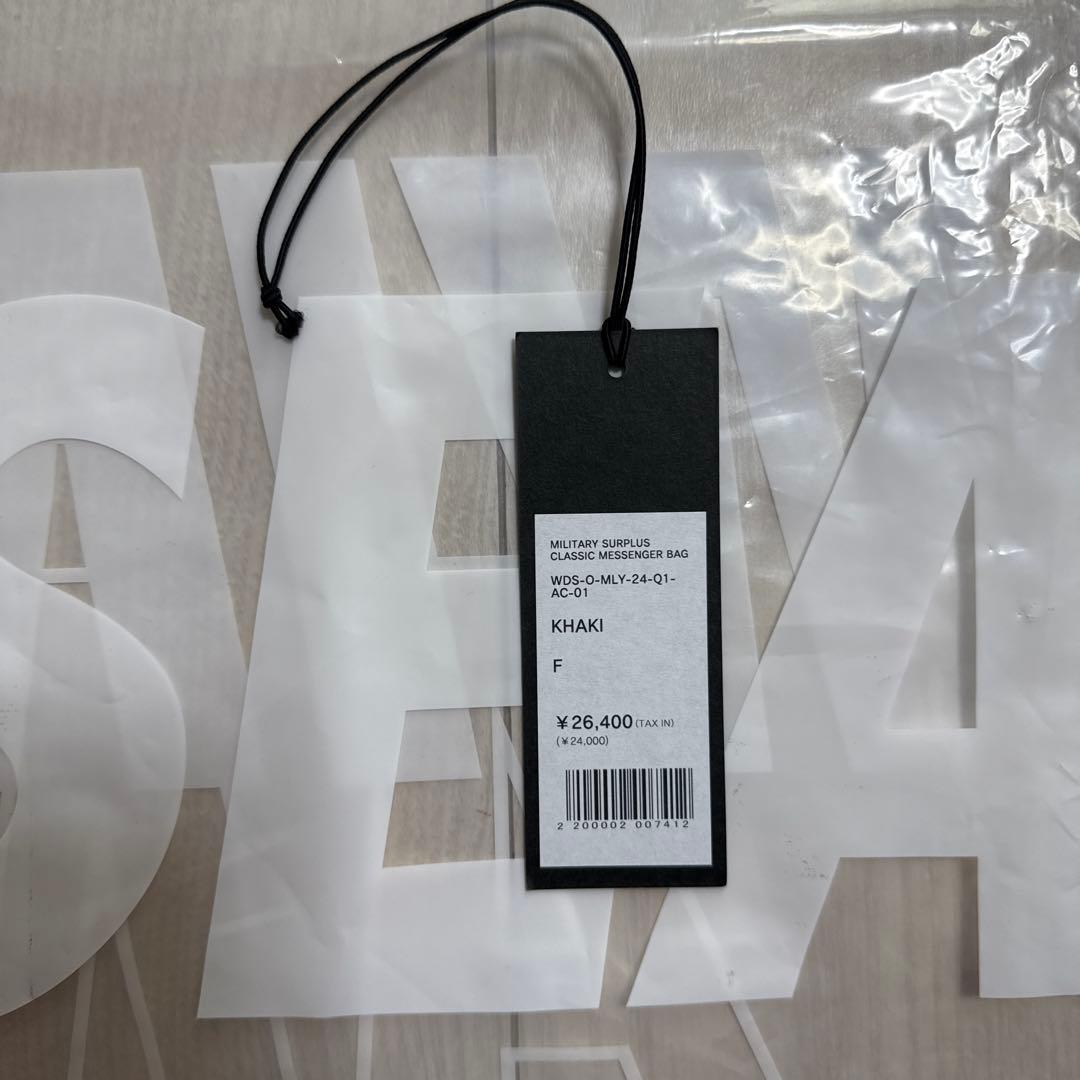 SEA
MILITARY SURPLUS
CLASSIC MESSENGER BAG
WDS-O-MLY-24-Q1-
AC-01
KHAKI
F
¥26,400 (TAX IN)
(¥24,000)
2 200002 007412